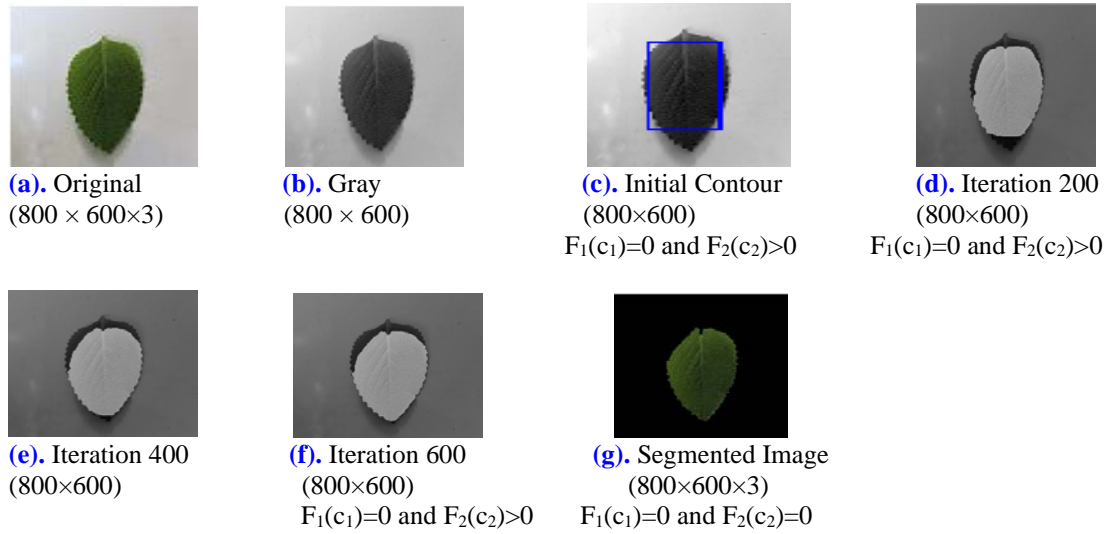 (a). Original
(800 × 600×3)
(b). Gray
(800 × 600)
(c). Initial Contour
(800×600)
F₁(c₁)=0 and F₂(c₂)>0
(d). Iteration 200
(800×600)
F₁(c₁)=0 and F₂(c₂)>0
(e). Iteration 400
(800×600)
(f). Iteration 600
(800×600)
F₁(c₁)=0 and F₂(c₂)>0
(g). Segmented Image
(800×600×3)
F₁(c₁)=0 and F₂(c₂)=0